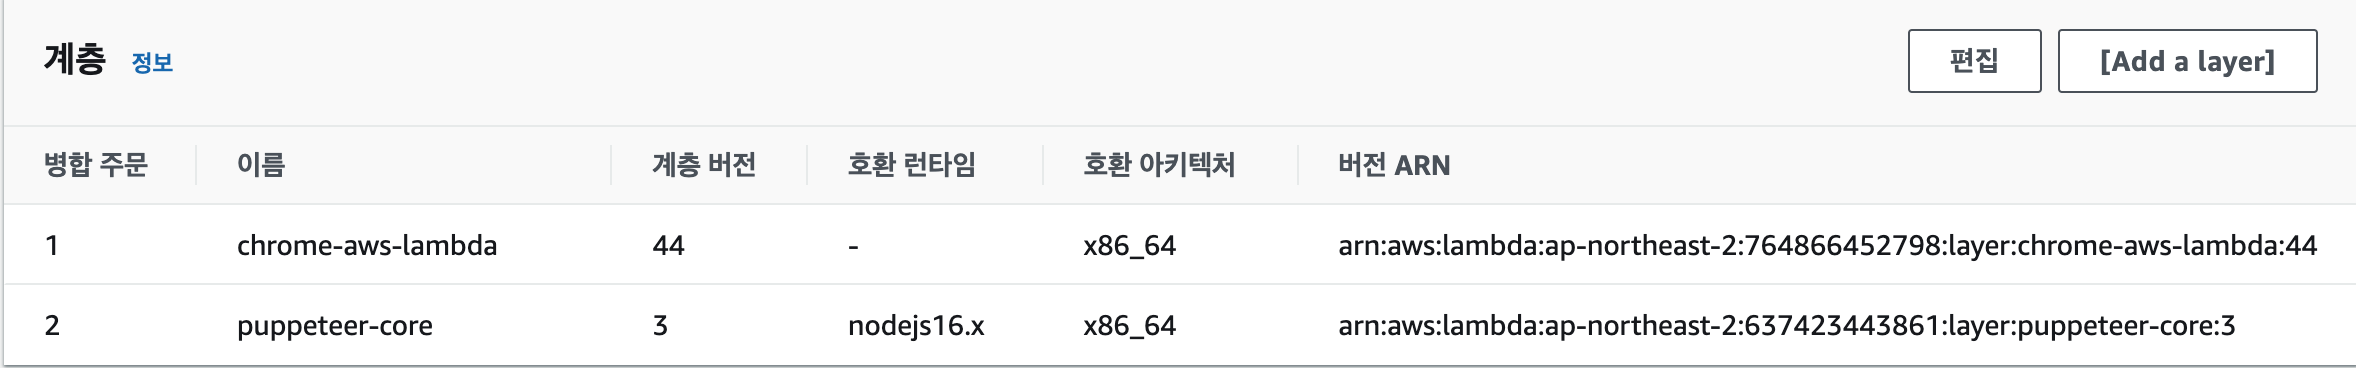 계층 정보 편집 [Add a layer]
병합 주문 이름 계층 버전 호환 런타임 호환 아키텍처 버전 ARN
1 chrome-aws-lambda 44 - x86_64 arn:aws:lambda:ap-northeast-2:764866452798:layer:chrome-aws-lambda:44
2 puppeteer-core 3 nodejs16.x x86_64 arn:aws:lambda:ap-northeast-2:637423443861:layer:puppeteer-core:3